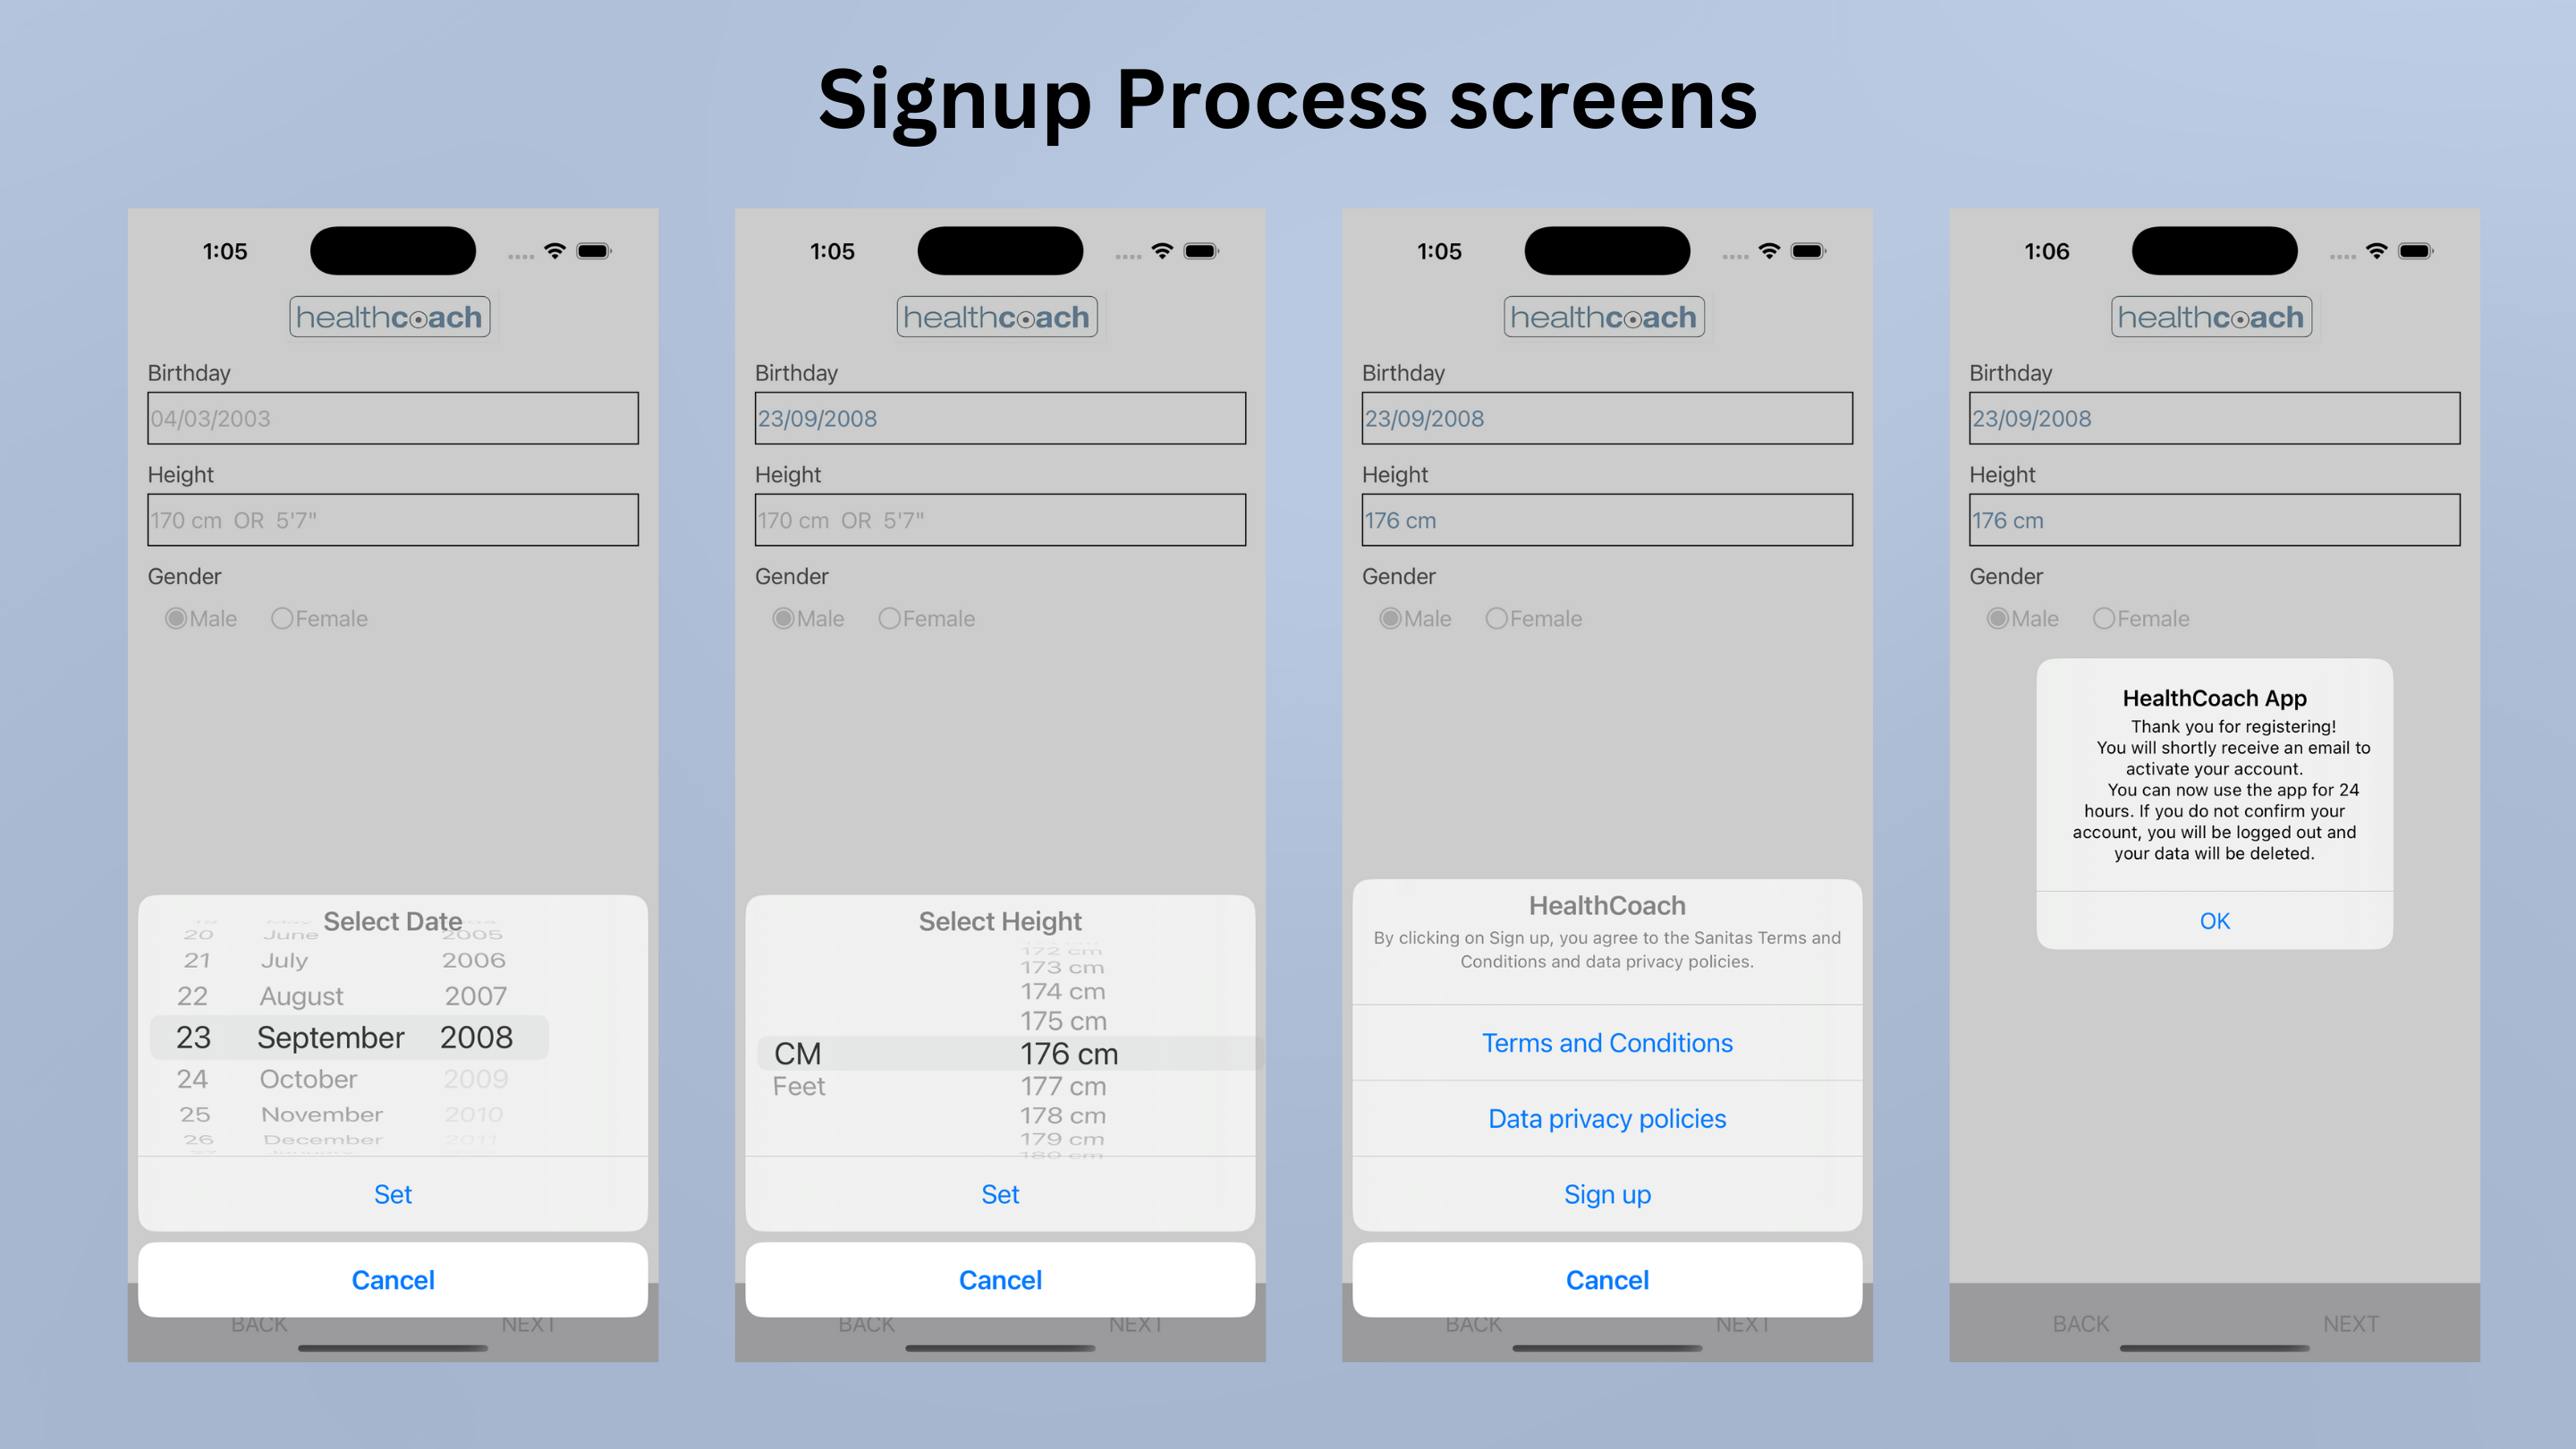 Signup Process screens
1:05
healthcoach
Birthday
04/03/2003
Height
170 cm OR 5'7"
Gender
Male Female
Select Date
20 June 2005
21 July 2006
22 August 2007
23 September 2008
24 October 2009
25 November 2010
26 December 2011
Set
Cancel
BACK NEXT
1:05
healthcoach
Birthday
23/09/2008
Height
170 cm OR 5'7"
Gender
Male Female
Select Height
172 cm
173 cm
174 cm
175 cm
CM 176 cm
Feet 177 cm
178 cm
179 cm
180 cm
Set
Cancel
BACK NEXT
1:05
healthcoach
Birthday
23/09/2008
Height
176 cm
Gender
Male Female
HealthCoach
By clicking on Sign up, you agree to the Sanitas Terms and
Conditions and data privacy policies.
Terms and Conditions
Data privacy policies
Sign up
Cancel
BACK NEXT
1:06
healthcoach
Birthday
23/09/2008
Height
176 cm
Gender
Male Female
HealthCoach App
Thank you for registering!
You will shortly receive an email to
activate your account.
You can now use the app for 24
hours. If you do not confirm your
account, you will be logged out and
your data will be deleted.
OK
BACK NEXT